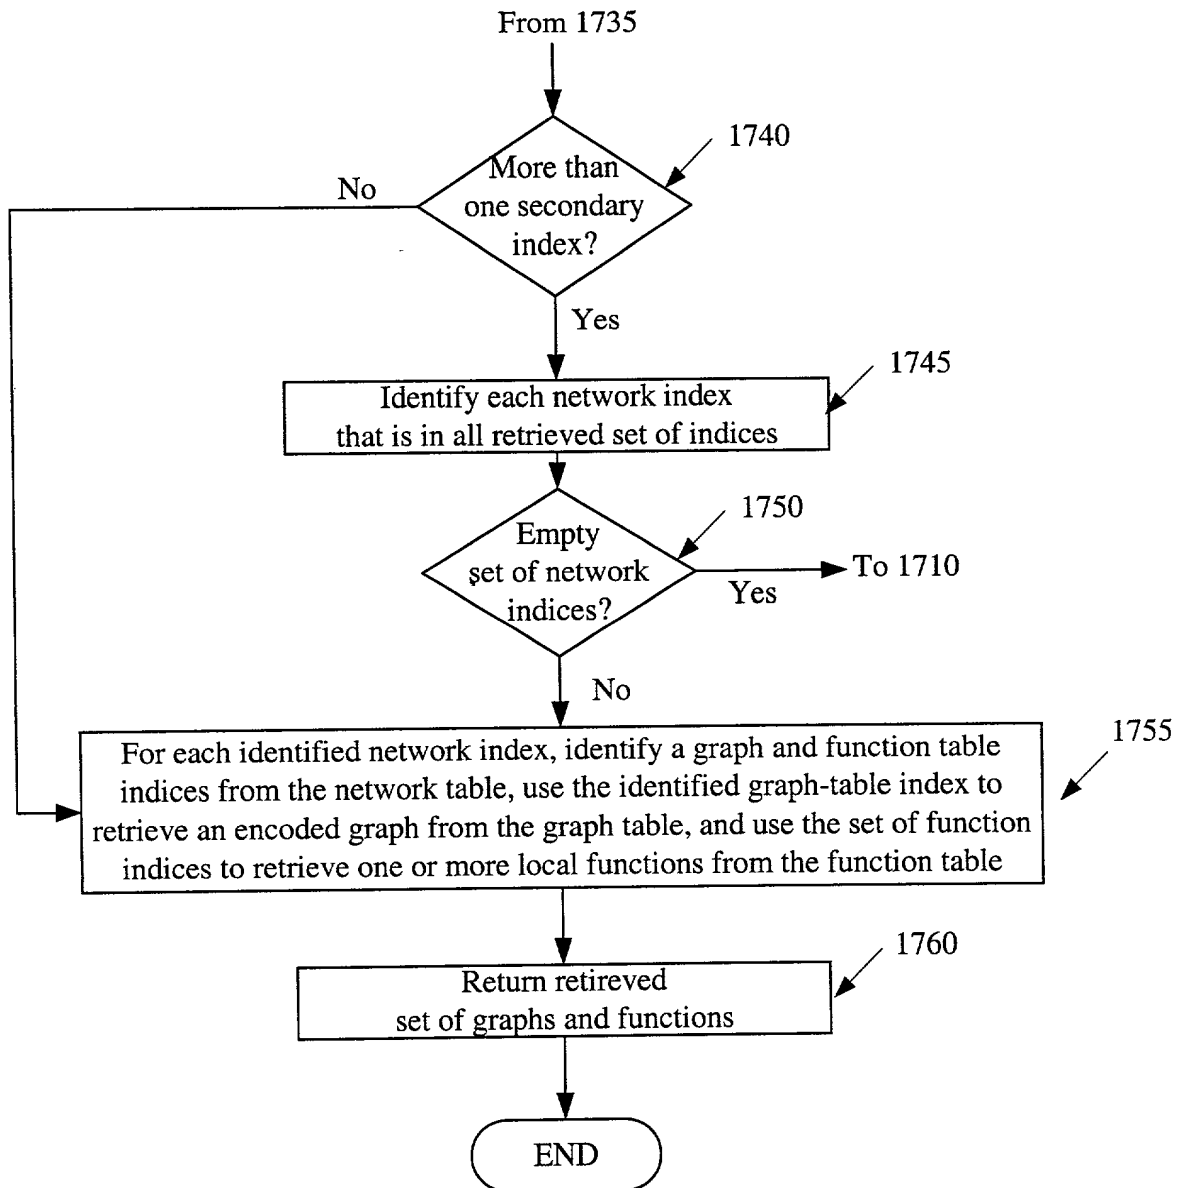 From 1735
1740
More than
one secondary
index?
No
Yes
1745
Identify each network index
that is in all retrieved set of indices
1750
Empty
set of network
indices?
Yes
To 1710
No
1755
For each identified network index, identify a graph and function table
indices from the network table, use the identified graph-table index to
retrieve an encoded graph from the graph table, and use the set of function
indices to retrieve one or more local functions from the function table
1760
Return retireved
set of graphs and functions
END